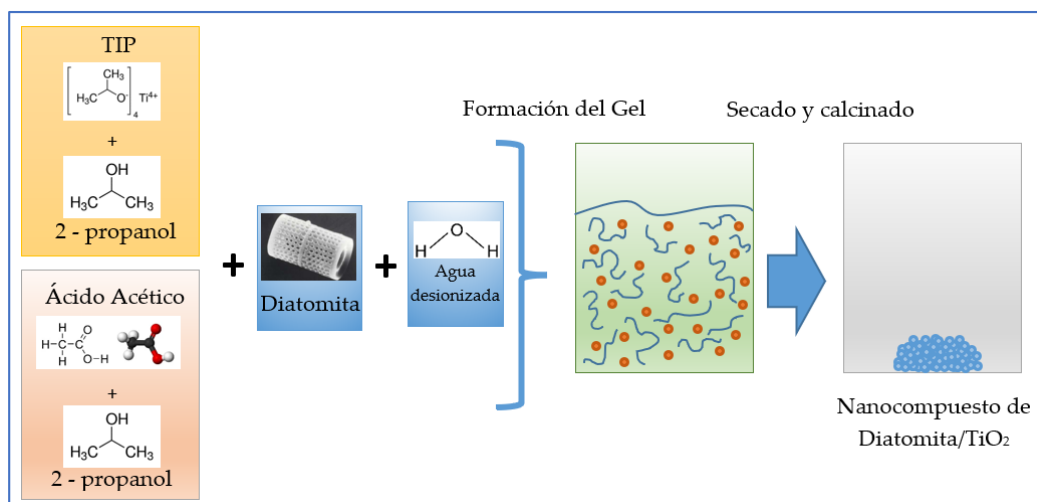 TIP
CH₃
H₃C
O⁻
4
Ti⁴⁺
+
OH
H₃C
CH₃
2 - propanol
Ácido Acético
H
O
H-C-C
H
O-H
+
OH
H₃C
CH₃
2 - propanol
+
Diatomita
+
O
H
H
Agua
desionizada
Formación del Gel
Secado y calcinado
Nanocompuesto de
Diatomita/TiO₂